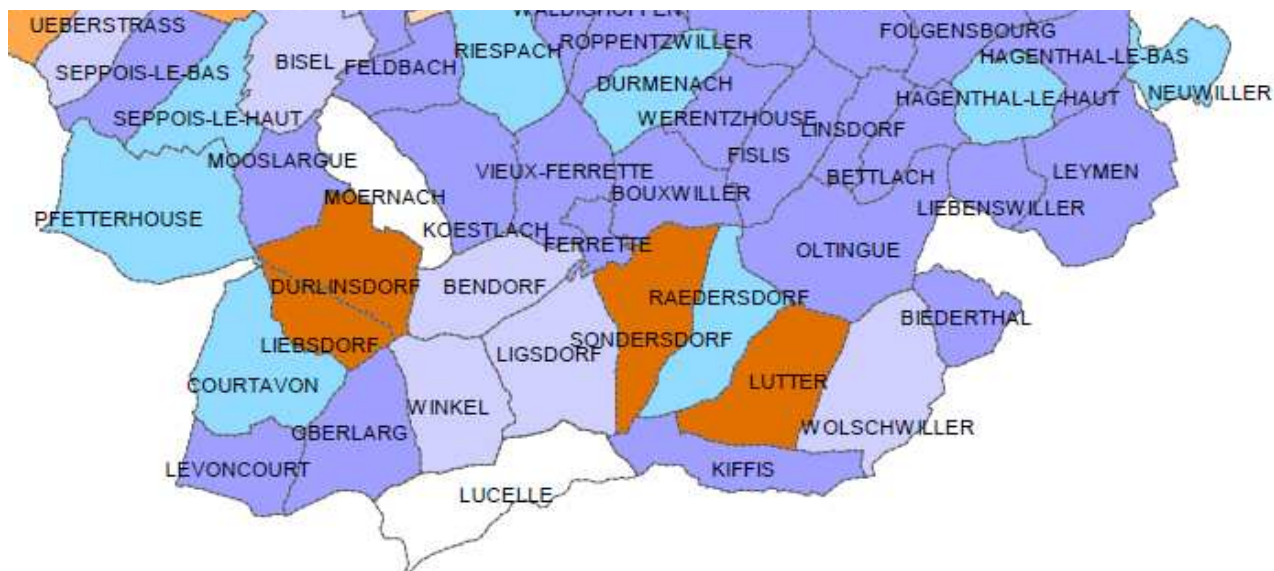 WALDIGHOFFEN
UEBERSTRASS
FOLGENSBOURG
ROPPENTZWILLER
RIESPACH
BISEL
HAGENTHAL-LE-BAS
FELDBACH
SEPPOIS-LE-BAS
DURMENACH
NEUWILLER
HAGENTHAL-LE-HAUT
SEPPOIS-LE-HAUT
WERENTZHOUSE
LINSDORF
FISLIS
MOOSLARGUE
VIEUX-FERRETTE
LEYMEN
BETTLACH
MOERNACH
BOUXWILLER
LIEBENSWILLER
PFETTERHOUSE
KOESTLACH
FERRETTE
OLTINGUE
DURLINSDORF
BENDORF
RAEDERSDORF
BIEDERTHAL
SONDERSDORF
LIEBSDORF
LIGSDORF
COURTAVON
LUTTER
WINKEL
WOLSCHWILLER
OBERLARG
LEVONCOURT
KIFFIS
LUCELLE